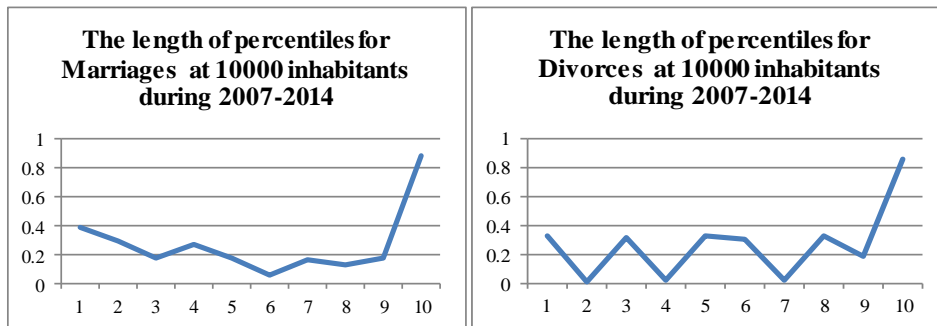 The length of percentiles for
Marriages at 10000 inhabitants
during 2007-2014
1
0.8
0.6
0.4
0.2
0
1 2 3 4 5 6 7 8 9 10
The length of percentiles for
Divorces at 10000 inhabitants
during 2007-2014
1
0.8
0.6
0.4
0.2
0
1 2 3 4 5 6 7 8 9 10